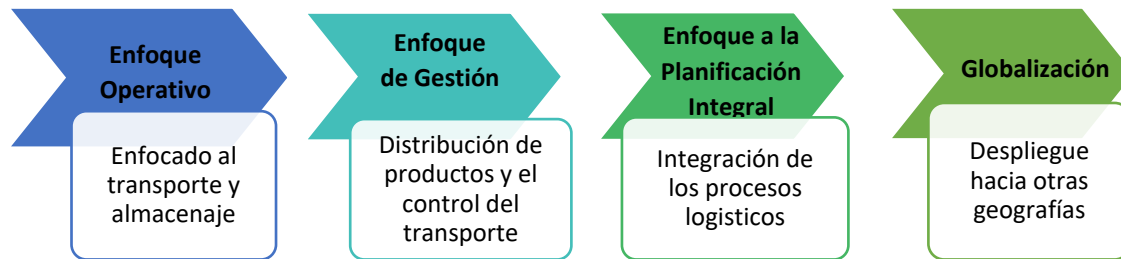 Enfoque
Operativo
Enfocado al
transporte y
almacenaje
Enfoque
de Gestión
Distribución de
productos y el
control del
transporte
Enfoque a la
Planificación
Integral
Integración de
los procesos
logisticos
Globalización
Despliegue
hacia otras
geografías